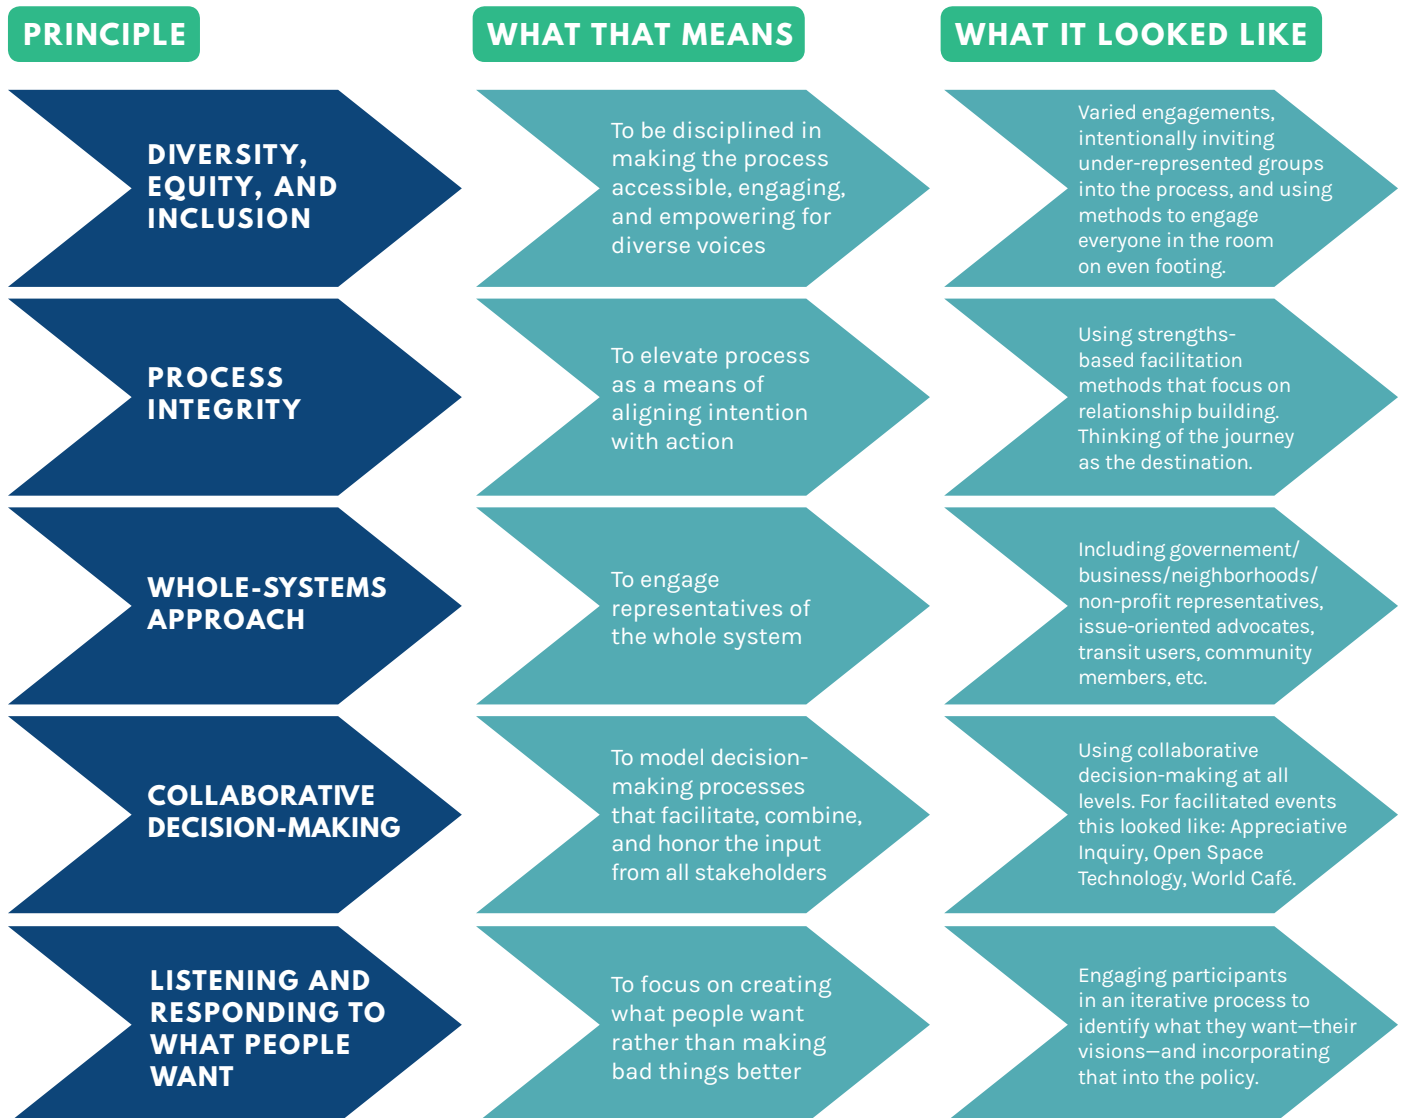 PRINCIPLE
WHAT THAT MEANS
WHAT IT LOOKED LIKE
DIVERSITY,
EQUITY, AND
INCLUSION
To be disciplined in
making the process
accessible, engaging,
and empowering for
diverse voices
Varied engagements,
intentionally inviting
under-represented groups
into the process, and using
methods to engage
everyone in the room
on even footing.
PROCESS
INTEGRITY
To elevate process
as a means of
aligning intention
with action
Using strengths-
based facilitation
methods that focus on
relationship building.
Thinking of the journey
as the destination.
WHOLE-SYSTEMS
APPROACH
To engage
representatives of
the whole system
Including governement/
business/neighborhoods/
non-profit representatives,
issue-oriented advocates,
transit users, community
members, etc.
COLLABORATIVE
DECISION-MAKING
To model decision-
making processes
that facilitate, combine,
and honor the input
from all stakeholders
Using collaborative
decision-making at all
levels. For facilitated events
this looked like: Appreciative
Inquiry, Open Space
Technology, World Café.
LISTENING AND
RESPONDING TO
WHAT PEOPLE
WANT
To focus on creating
what people want
rather than making
bad things better
Engaging participants
in an iterative process to
identify what they want—their
visions—and incorporating
that into the policy.